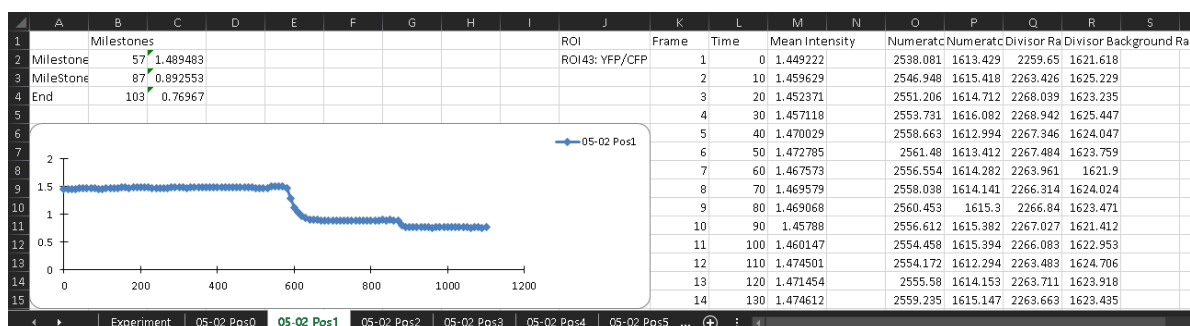 A B C D E F G H I J K L M N O P Q R S
1 Milestones ROI Frame Time Mean Intensity Numeratc Numeratc Divisor Ra Divisor Background Ra
2 Milestone 57 1.489483 ROI43: YFP/CFP 1 0 1.449222 2538.081 1613.429 2259.65 1621.618
3 MileStone 87 0.892553 2 10 1.459629 2546.948 1615.418 2263.426 1625.229
4 End 103 0.76967 3 20 1.452371 2551.206 1614.712 2268.039 1623.235
5 4 30 1.457118 2553.731 1616.082 2268.942 1625.447
6 5 40 1.470029 2558.663 1612.994 2267.346 1624.047
7 6 50 1.472785 2561.48 1613.412 2267.484 1623.759
8 7 60 1.467573 2556.554 1614.282 2263.961 1621.9
9 8 70 1.469579 2558.038 1614.141 2266.314 1624.024
10 9 80 1.469068 2560.453 1615.3 2266.84 1623.471
11 10 90 1.45788 2556.612 1615.382 2267.027 1621.412
12 11 100 1.460147 2554.458 1615.394 2266.083 1622.953
13 12 110 1.474501 2554.172 1612.294 2263.483 1624.706
14 13 120 1.471454 2555.58 1614.153 2263.711 1623.918
15 14 130 1.474612 2559.235 1615.147 2263.663 1623.435
05-02 Pos1
2
1.5
1
0.5
0
0 200 400 600 800 1000 1200
Experiment 05-02 Pos0 05-02 Pos1 05-02 Pos2 05-02 Pos3 05-02 Pos4 05-02 Pos5 ...